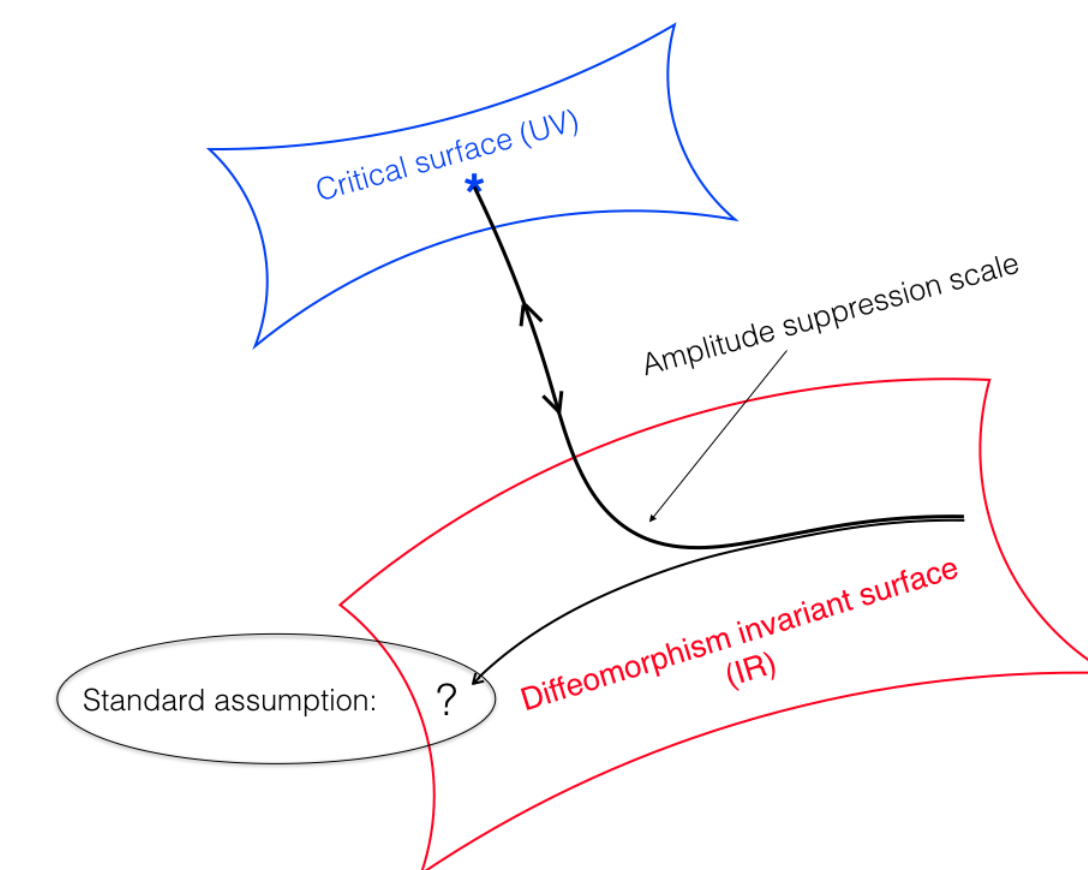 Critical surface (UV)
*
Amplitude suppression scale
Diffeomorphism invariant surface
(IR)
Standard assumption: ?